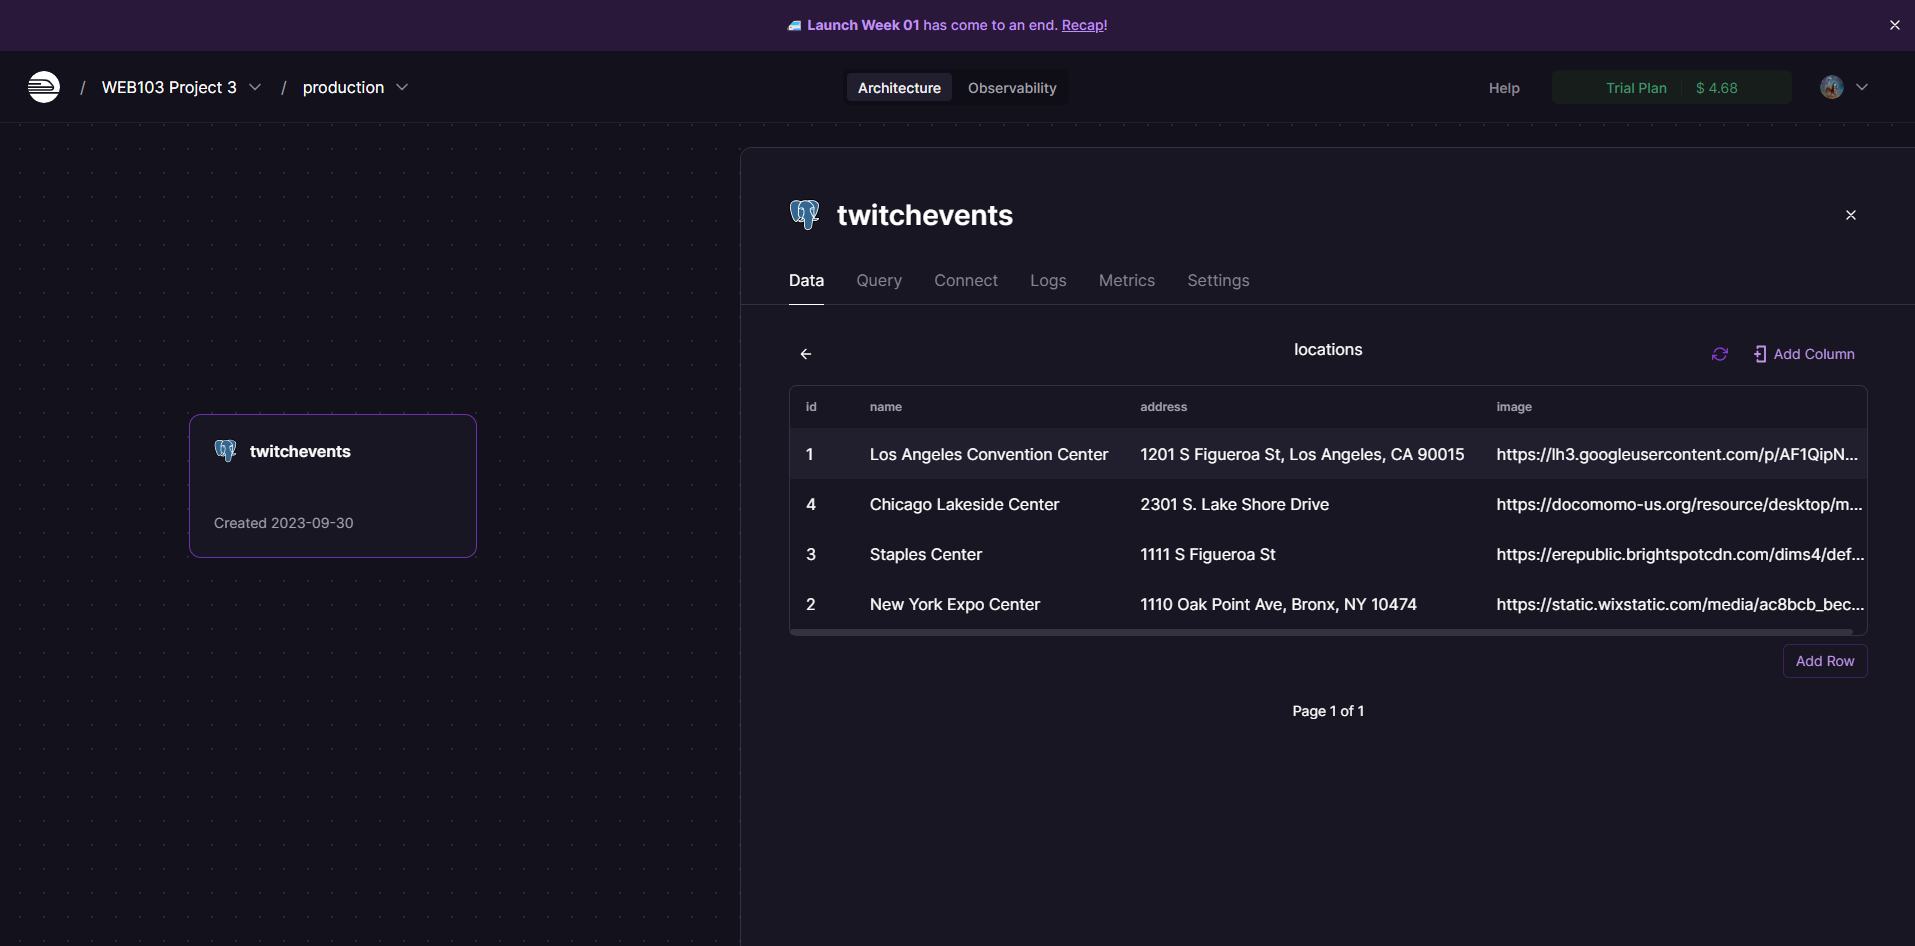 Launch Week 01 has come to an end. Recap!
/ WEB103 Project 3 / production
Architecture Observability
Help Trial Plan $ 4.68
twitchevents
Created 2023-09-30
twitchevents
Data Query Connect Logs Metrics Settings
locations
Add Column
id name address image
1 Los Angeles Convention Center 1201 S Figueroa St, Los Angeles, CA 90015 https://lh3.googleusercontent.com/p/AF1QipN...
4 Chicago Lakeside Center 2301 S. Lake Shore Drive https://docomomo-us.org/resource/desktop/m...
3 Staples Center 1111 S Figueroa St https://erepublic.brightspotcdn.com/dims4/def...
2 New York Expo Center 1110 Oak Point Ave, Bronx, NY 10474 https://static.wixstatic.com/media/ac8bcb_bec...
Add Row
Page 1 of 1